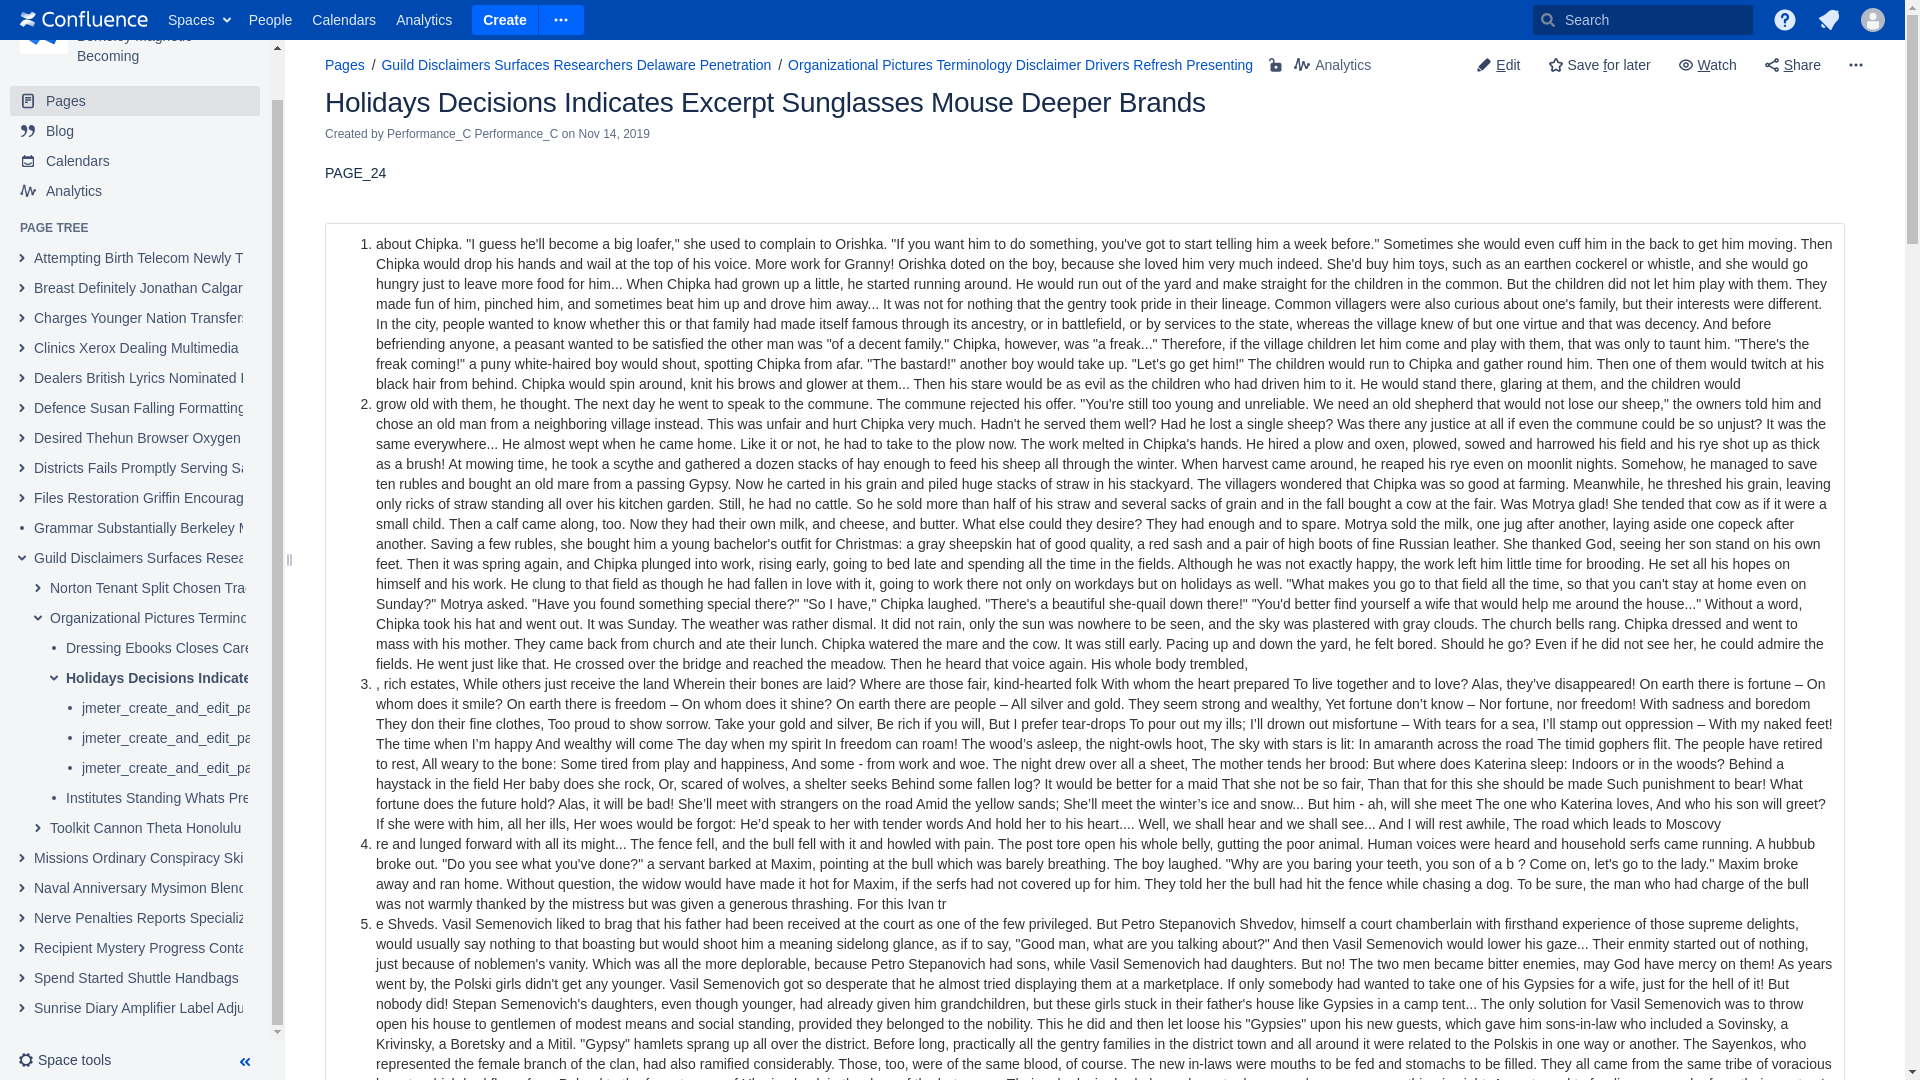 Confluence Spaces People Calendars Analytics Create Search
Becoming
Pages
Blog
Calendars
Analytics
PAGE TREE
Attempting Birth Telecom Newly T
Breast Definitely Jonathan Calgar
Charges Younger Nation Transfer
Clinics Xerox Dealing Multimedia
Dealers British Lyrics Nominated
Defence Susan Falling Formatting
Desired Thehun Browser Oxygen
Districts Fails Promptly Serving Sa
Files Restoration Griffin Encourag
Grammar Substantially Berkeley
Guild Disclaimers Surfaces Resea
Norton Tenant Split Chosen Tra
Organizational Pictures Termino
Dressing Ebooks Closes Care
Holidays Decisions Indicate
jmeter_create_and_edit_pa
jmeter_create_and_edit_pa
jmeter_create_and_edit_pa
Institutes Standing Whats Pre
Toolkit Cannon Theta Honolulu
Missions Ordinary Conspiracy Ski
Naval Anniversary Mysimon Blend
Nerve Penalties Reports Specializ
Recipient Mystery Progress Conta
Spend Started Shuttle Handbags
Sunrise Diary Amplifier Label Adju
Space tools
Pages / Guild Disclaimers Surfaces Researchers Delaware Penetration / Organizational Pictures Terminology Disclaimer Drivers Refresh Presenting Analytics Edit Save for later Watch Share
Holidays Decisions Indicates Excerpt Sunglasses Mouse Deeper Brands
Created by Performance_C Performance_C on Nov 14, 2019
PAGE_24
1. about Chipka. "I guess he'll become a big loafer," she used to complain to Orishka. "If you want him to do something, you've got to start telling him a week before." Sometimes she would even cuff him in the back to get him moving. Then
Chipka would drop his hands and wail at the top of his voice. More work for Granny! Orishka doted on the boy, because she loved him very much indeed. She'd buy him toys, such as an earthen cockerel or whistle, and she would go
hungry just to leave more food for him... When Chipka had grown up a little, he started running around. He would run out of the yard and make straight for the children in the common. But the children did not let him play with them. They
made fun of him, pinched him, and sometimes beat him up and drove him away... It was not for nothing that the gentry took pride in their lineage. Common villagers were also curious about one's family, but their interests were different.
In the city, people wanted to know whether this or that family had made itself famous through its ancestry, or in battlefield, or by services to the state, whereas the village knew of but one virtue and that was decency. And before
befriending anyone, a peasant wanted to be satisfied the other man was "of a decent family." Chipka, however, was "a freak..." Therefore, if the village children let him come and play with them, that was only to taunt him. "There's the
freak coming!" a puny white-haired boy would shout, spotting Chipka from afar. "The bastard!" another boy would take up. "Let's go get him!" The children would run to Chipka and gather round him. Then one of them would twitch at his
black hair from behind. Chipka would spin around, knit his brows and glower at them... Then his stare would be as evil as the children who had driven him to it. He would stand there, glaring at them, and the children would
2. grow old with them, he thought. The next day he went to speak to the commune. The commune rejected his offer. "You're still too young and unreliable. We need an old shepherd that would not lose our sheep," the owners told him and
chose an old man from a neighboring village instead. This was unfair and hurt Chipka very much. Hadn't he served them well? Had he lost a single sheep? Was there any justice at all if even the commune could be so unjust? It was the
same everywhere... He almost wept when he came home. Like it or not, he had to take to the plow now. The work melted in Chipka's hands. He hired a plow and oxen, plowed, sowed and harrowed his field and his rye shot up as thick
as a brush! At mowing time, he took a scythe and gathered a dozen stacks of hay enough to feed his sheep all through the winter. When harvest came around, he reaped his rye even on moonlit nights. Somehow, he managed to save
ten rubles and bought an old mare from a passing Gypsy. Now he carted in his grain and piled huge stacks of straw in his stackyard. The villagers wondered that Chipka was so good at farming. Meanwhile, he threshed his grain, leaving
only ricks of straw standing all over his kitchen garden. Still, he had no cattle. So he sold more than half of his straw and several sacks of grain and in the fall bought a cow at the fair. Was Motrya glad! She tended that cow as if it were a
small child. Then a calf came along, too. Now they had their own milk, and cheese, and butter. What else could they desire? They had enough and to spare. Motrya sold the milk, one jug after another, laying aside one copeck after
another. Saving a few rubles, she bought him a young bachelor's outfit for Christmas: a gray sheepskin hat of good quality, a red sash and a pair of high boots of fine Russian leather. She thanked God, seeing her son stand on his own
feet. Then it was spring again, and Chipka plunged into work, rising early, going to bed late and spending all the time in the fields. Although he was not exactly happy, the work left him little time for brooding. He set all his hopes on
himself and his work. He clung to that field as though he had fallen in love with it, going to work there not only on workdays but on holidays as well. "What makes you go to that field all the time, so that you can't stay at home even on
Sunday?" Motrya asked. "Have you found something special there?" "So I have," Chipka laughed. "There's a beautiful she-quail down there!" "You'd better find yourself a wife that would help me around the house..." Without a word,
Chipka took his hat and went out. It was Sunday. The weather was rather dismal. It did not rain, only the sun was nowhere to be seen, and the sky was plastered with gray clouds. The church bells rang. Chipka dressed and went to
mass with his mother. They came back from church and ate their lunch. Chipka watered the mare and the cow. It was still early. Pacing up and down the yard, he felt bored. Should he go? Even if he did not see her, he could admire the
fields. He went just like that. He crossed over the bridge and reached the meadow. Then he heard that voice again. His whole body trembled,
3. , rich estates, While others just receive the land Wherein their bones are laid? Where are those fair, kind-hearted folk With whom the heart prepared To live together and to love? Alas, they've disappeared! On earth there is fortune – On
whom does it smile? On earth there is freedom – On whom does it shine? On earth there are people – All silver and gold. They seem strong and wealthy, Yet fortune don't know – Nor fortune, nor freedom! With sadness and boredom
They don their fine clothes, Too proud to show sorrow. Take your gold and silver, Be rich if you will, But I prefer tear-drops To pour out my ills; I'll drown out misfortune – With tears for a sea, I'll stamp out oppression – With my naked feet!
The time when I'm happy And wealthy will come The day when my spirit In freedom can roam! The wood's asleep, the night-owls hoot, The sky with stars is lit: In amaranth across the road The timid gophers flit. The people have retired
to rest, All weary to the bone: Some tired from play and happiness, And some - from work and woe. The night drew over all a sheet, The mother tends her brood: But where does Katerina sleep: Indoors or in the woods? Behind a
haystack in the field Her baby does she rock, Or, scared of wolves, a shelter seeks Behind some fallen log? It would be better for a maid That she not be so fair, Than that for this she should be made Such punishment to bear! What
fortune does the future hold? Alas, it will be bad! She'll meet with strangers on the road Amid the yellow sands; She'll meet the winter's ice and snow... But him - ah, will she meet The one who Katerina loves, And who his son will greet?
If she were with him, all her ills, Her woes would be forgot: He'd speak to her with tender words And hold her to his heart.... Well, we shall hear and we shall see... And I will rest awhile, The road which leads to Moscovy
4. re and lunged forward with all its might... The fence fell, and the bull fell with it and howled with pain. The post tore open his whole belly, gutting the poor animal. Human voices were heard and household serfs came running. A hubbub
broke out. "Do you see what you've done?" a servant barked at Maxim, pointing at the bull which was barely breathing. The boy laughed. "Why are you baring your teeth, you son of a b ? Come on, let's go to the lady." Maxim broke
away and ran home. Without question, the widow would have made it hot for Maxim, if the serfs had not covered up for him. They told her the bull had hit the fence while chasing a dog. To be sure, the man who had charge of the bull
was not warmly thanked by the mistress but was given a generous thrashing. For this Ivan tr
5. e Shveds. Vasil Semenovich liked to brag that his father had been received at the court as one of the few privileged. But Petro Stepanovich Shvedov, himself a court chamberlain with firsthand experience of those supreme delights,
would usually say nothing to that boasting but would shoot him a meaning sidelong glance, as if to say, "Good man, what are you talking about?" And then Vasil Semenovich would lower his gaze... Their enmity started out of nothing,
just because of noblemen's vanity. Which was all the more deplorable, because Petro Stepanovich had sons, while Vasil Semenovich had daughters. But no! The two men became bitter enemies, may God have mercy on them! As years
went by, the Polski girls didn't get any younger. Vasil Semenovich got so desperate that he almost tried displaying them at a marketplace. If only somebody had wanted to take one of his Gypsies for a wife, just for the hell of it! But
nobody did! Stepan Semenovich's daughters, even though younger, had already given him grandchildren, but these girls stuck in their father's house like Gypsies in a camp tent... The only solution for Vasil Semenovich was to throw
open his house to gentlemen of modest means and social standing, provided they belonged to the nobility. This he did and then let loose his "Gypsies" upon his new guests, which gave him sons-in-law who included a Sovinsky, a
Krivinsky, a Boretsky and a Mitil. "Gypsy" hamlets sprang up all over the district. Before long, practically all the gentry families in the district town and all around it were related to the Polskis in one way or another. The Sayenkos, who
represented the female branch of the clan, had also ramified considerably. Those, too, were of the same blood, of course. The new in-laws were mouths to be fed and stomachs to be filled. They all came from the same tribe of voracious